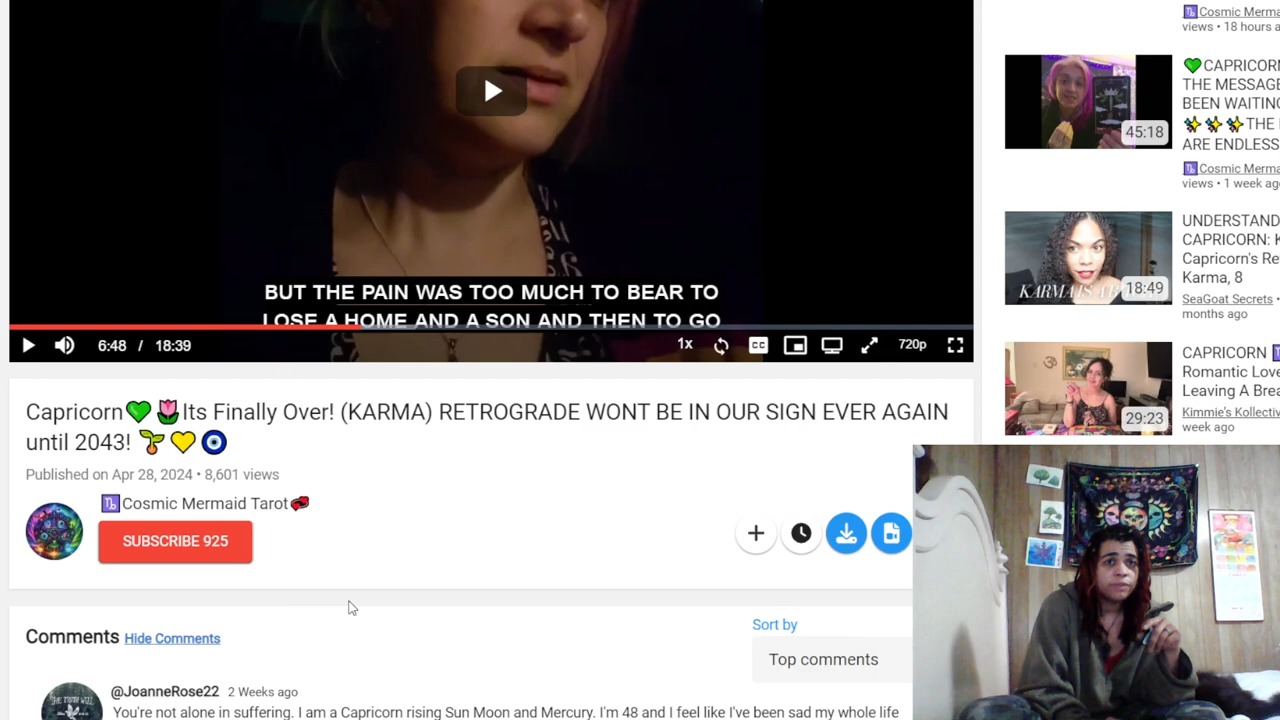 BUT THE PAIN WAS TOO MUCH TO BEAR TO
LOSE A HOME AND A SON AND THEN TO GO
6:48 / 18:39
1x
CC
720p
Capricorn💚🌷Its Finally Over! (KARMA) RETROGRADE WONT BE IN OUR SIGN EVER AGAIN
until 2043! 🌱💛🧿
Published on Apr 28, 2024 • 8,601 views
♑Cosmic Mermaid Tarot💋
SUBSCRIBE 925
Comments Hide Comments
Sort by
Top comments
@JoanneRose22 2 Weeks ago
You're not alone in suffering. I am a Capricorn rising Sun Moon and Mercury. I'm 48 and I feel like I've been sad my whole life
♑Cosmic Merma
views • 18 hours a
45:18
💚CAPRICORN
THE MESSAGE
BEEN WAITIN
✨✨✨THE
ARE ENDLESS
♑Cosmic Merma
views • 1 week ago
KARMA IS A
18:49
UNDERSTAND
CAPRICORN: K
Capricorn's Re
Karma, 8
SeaGoat Secrets •
months ago
29:23
CAPRICORN ♑
Romantic Love
Leaving A Brea
Kimmie's Kollectiv
week ago